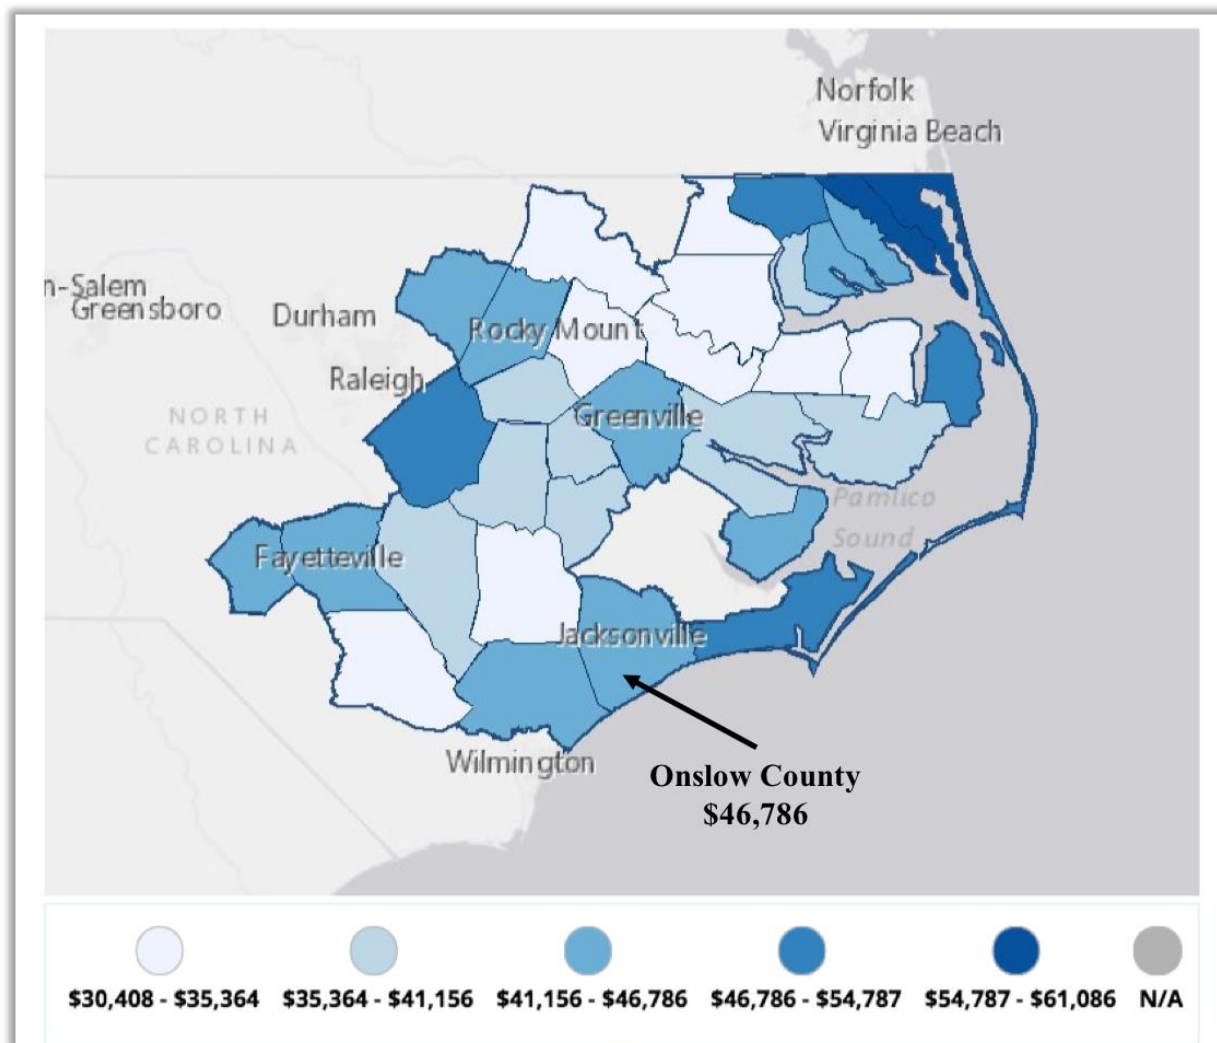 Norfolk
Virginia Beach
n-Salem
Greensboro
Durham
Rocky Mount
Raleigh
NORTH
CAROLINA
Greenville
Pamlico
Sound
Fayetteville
Jacksonville
Wilmington
Onslow County
$46,786
$30,408 - $35,364
$35,364 - $41,156
$41,156 - $46,786
$46,786 - $54,787
$54,787 - $61,086
N/A